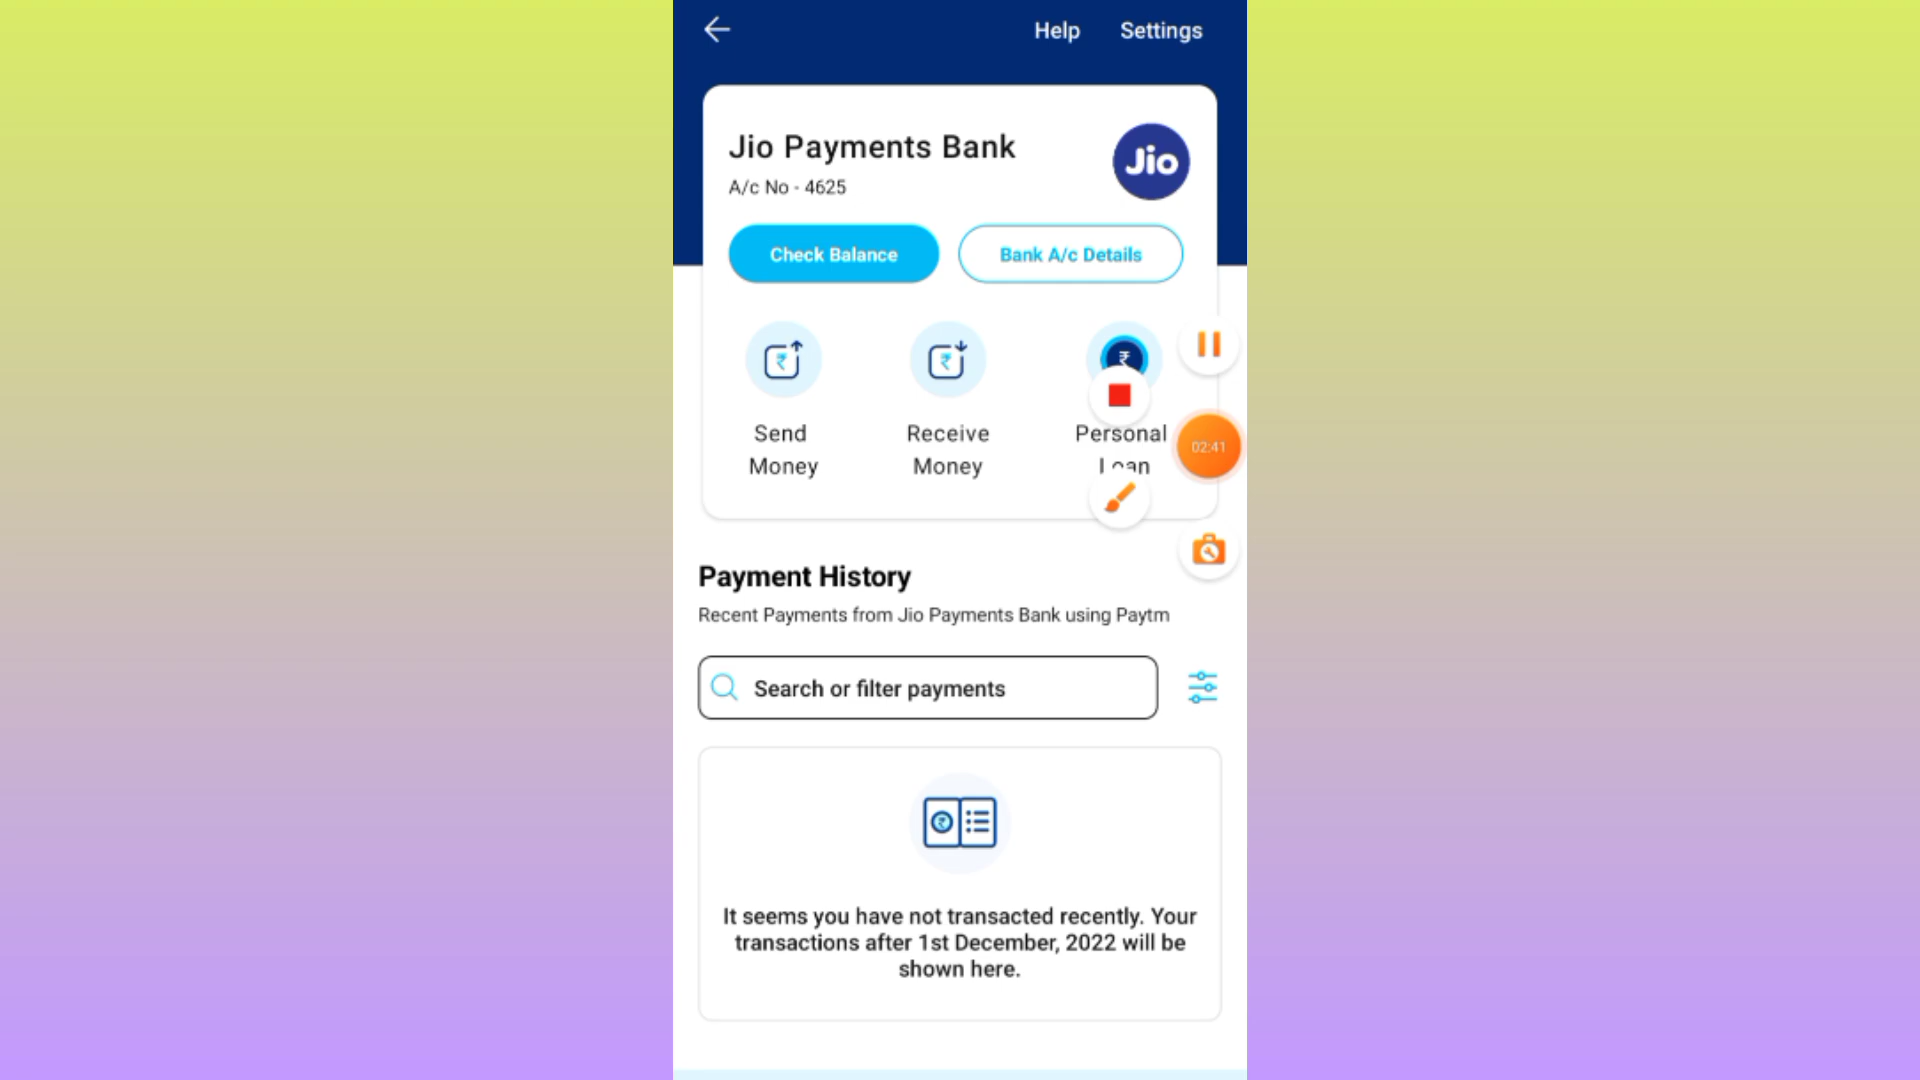 Help Settings
Jio Payments Bank
Jio
A/c No - 4625
Check Balance Bank A/c Details
₹ ₹ ₹
Send Receive Personal
Money Money Loan
02:41
Payment History
Recent Payments from Jio Payments Bank using Paytm
Search or filter payments
₹
It seems you have not transacted recently. Your
transactions after 1st December, 2022 will be
shown here.